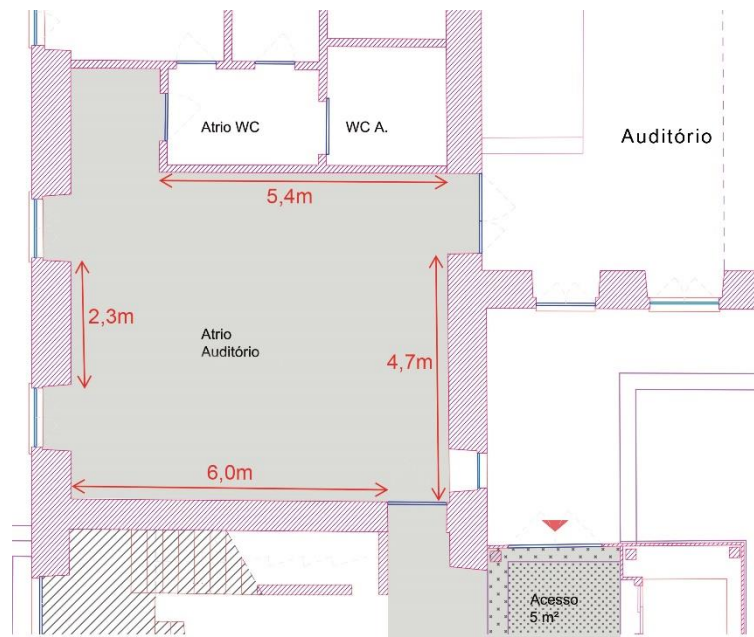 Atrio WC
WC A.
Auditório
5,4m
2,3m
Atrio
Auditório
4,7m
6,0m
Acesso
5 m²